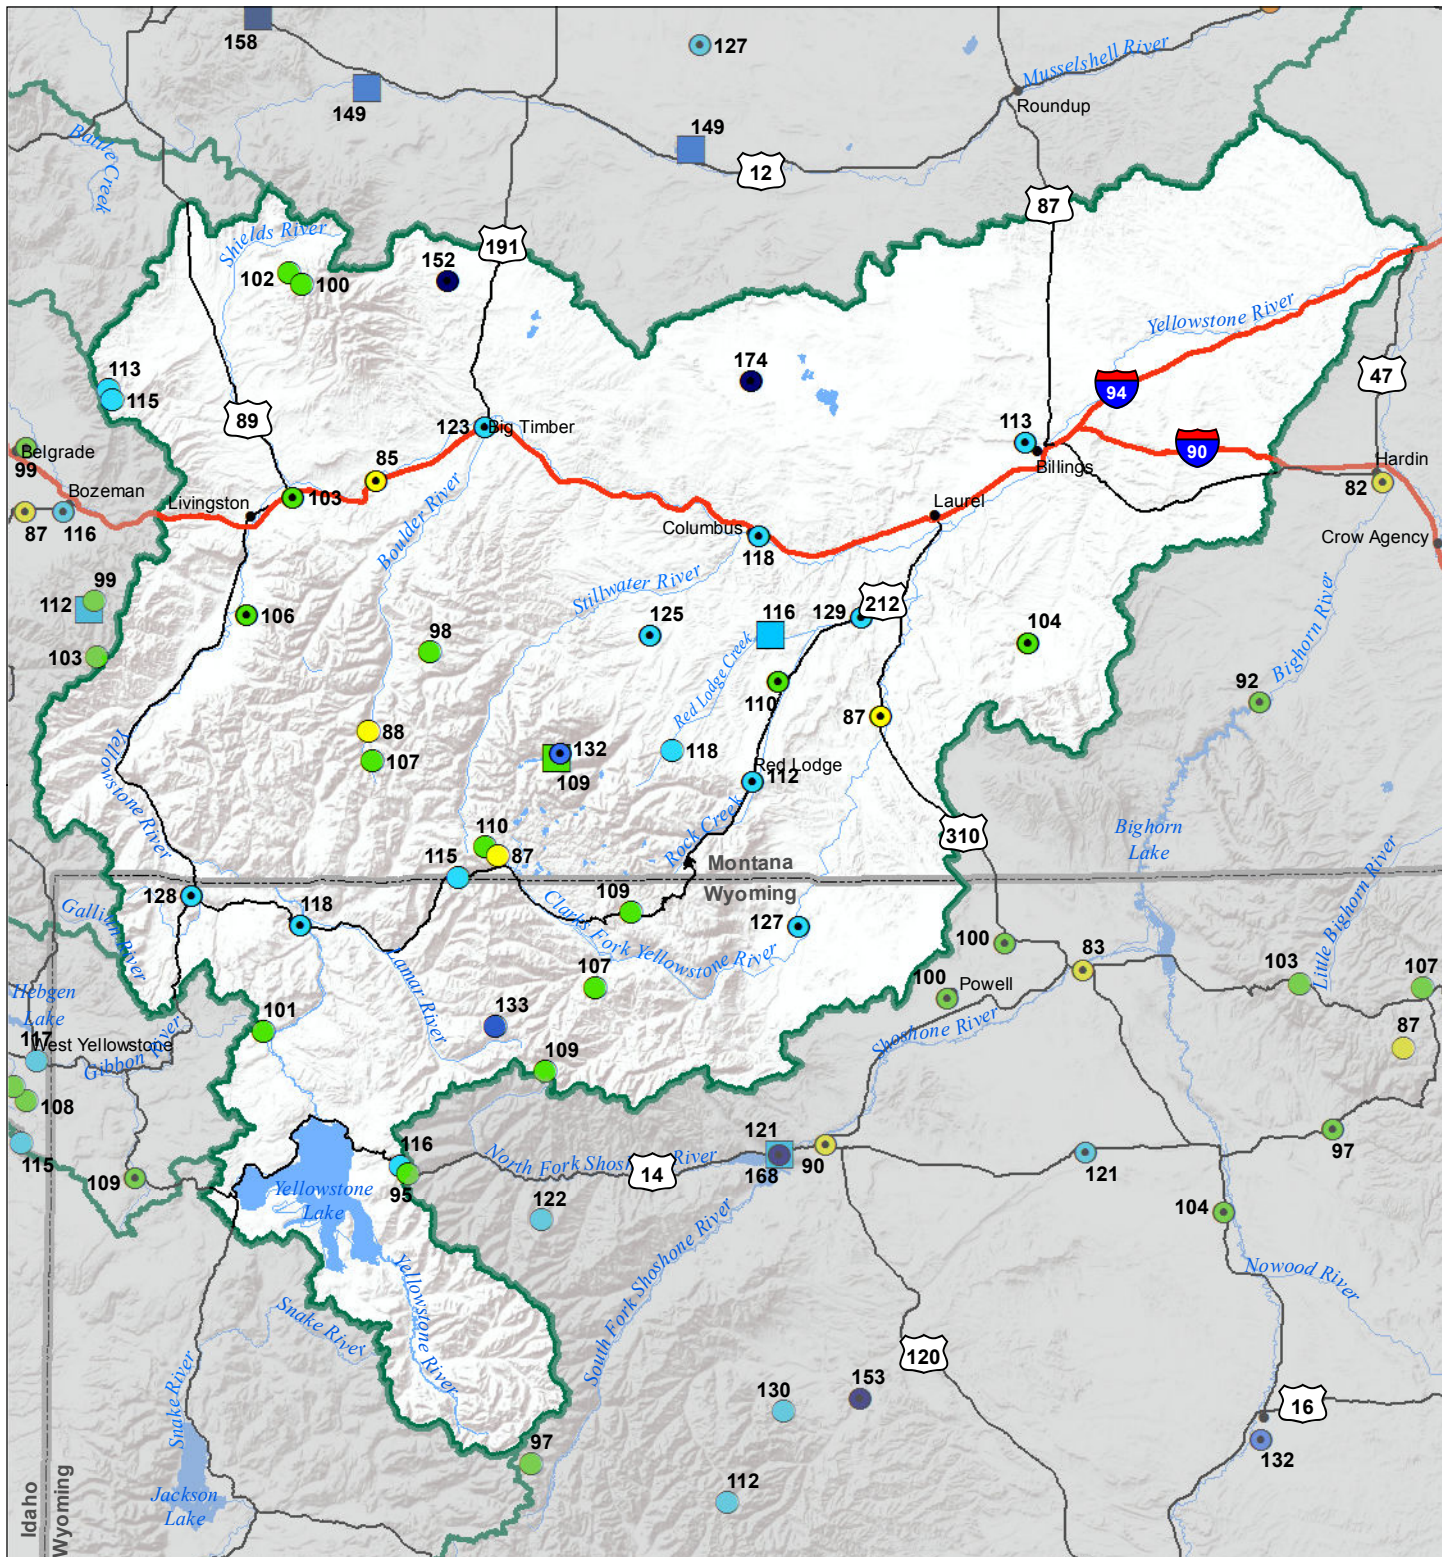 158
127
Musselshell River
149
Roundup
149
12
Battle Creek
87
Shields River
191
152
102
100
47
Yellowstone River
174
113
115
94
89
123
Big Timber
113
90
Belgrade
99
85
Billings
Hardin
82
Bozeman
Livingston
103
Laurel
87
116
Columbus
118
Crow Agency
Boulder River
Stillwater River
99
112
106
125
116
129
212
104
Bighorn River
98
103
Red Lodge Creek
110
92
87
88
107
132
109
118
Red Lodge
112
Yellowstone River
110
87
310
Bighorn
Lake
115
Rock Creek
Montana
Wyoming
128
109
118
Clarks Fork Yellowstone River
127
Gallatin River
Lamar River
100
83
Little Bighorn River
107
103
107
100
Powell
Hebgen
Lake
101
133
87
117
West Yellowstone
Gibbon River
Shoshone River
109
108
97
115
116
121
168
90
109
95
North Fork Shoshone River
14
121
Yellowstone
Lake
122
104
South Fork Shoshone River
Yellowstone River
Nowood River
Snake River
Snake River
120
130
153
16
132
97
112
Jackson
Lake
Idaho
Wyoming